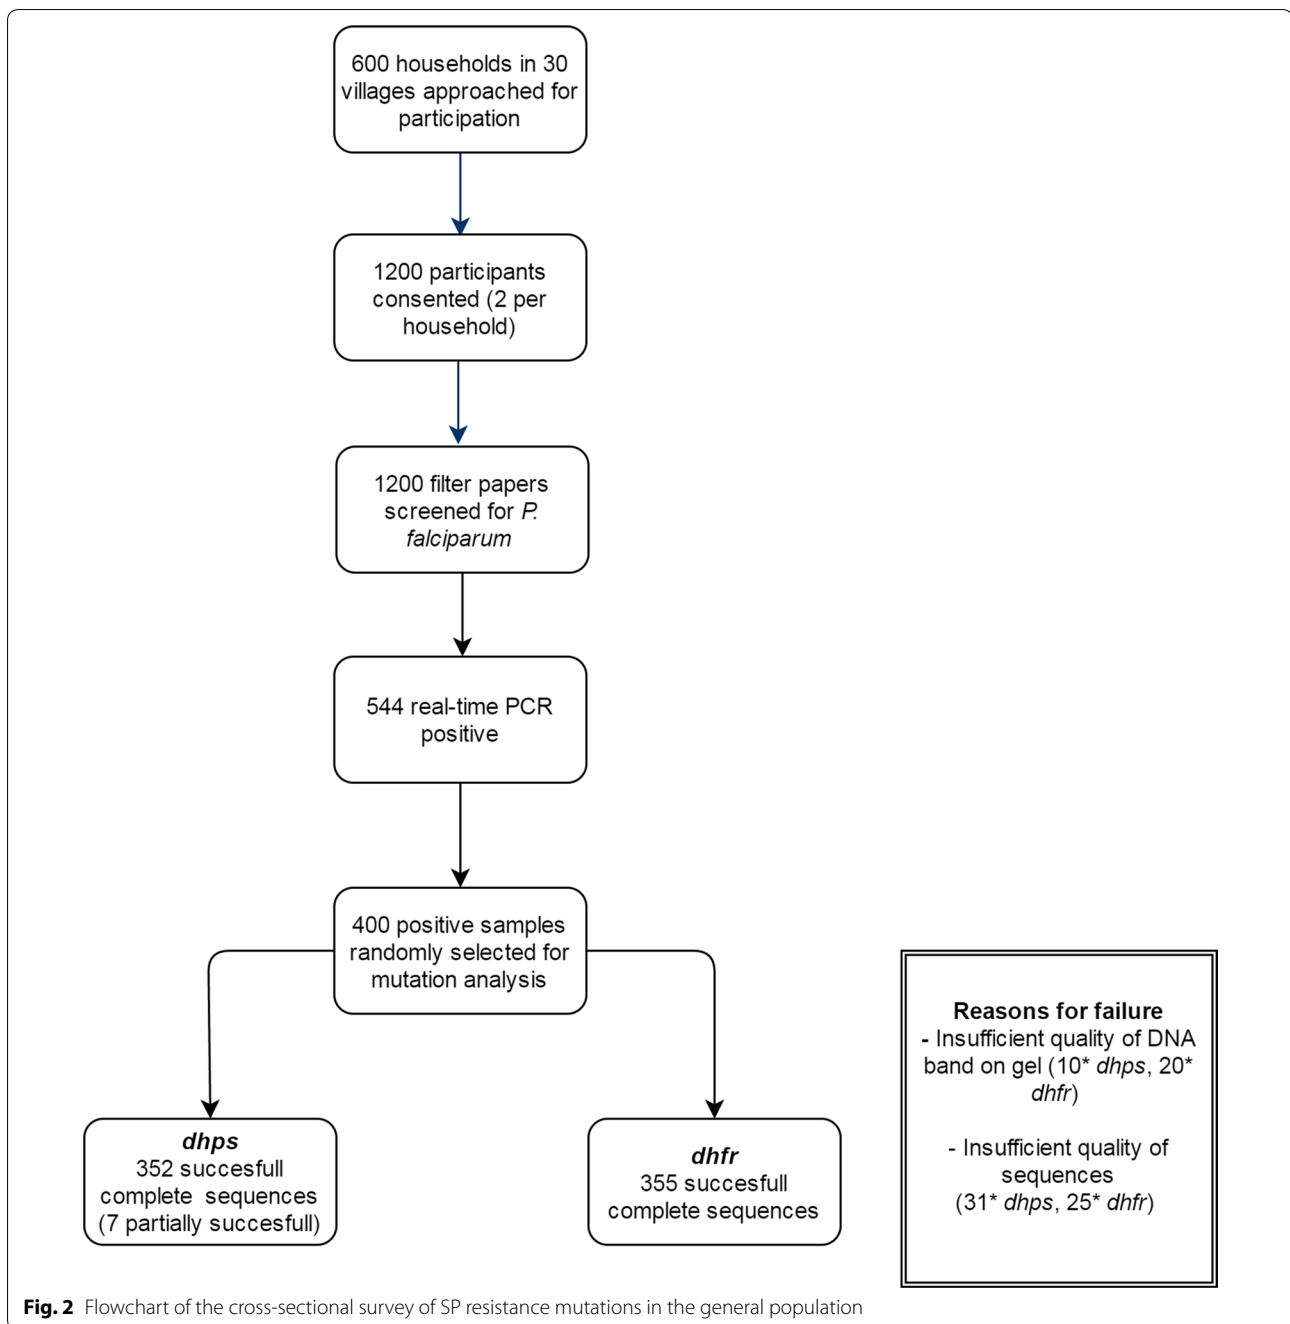 600 households in 30
villages approached for
participation
1200 participants
consented (2 per
household)
1200 filter papers
screened for P.
falciparum
544 real-time PCR
positive
400 positive samples
randomly selected for
mutation analysis
dhps
352 succesfull
complete sequences
(7 partially succesfull)
dhfr
355 succesfull
complete sequences
Reasons for failure
- Insufficient quality of DNA
band on gel (10* dhps, 20*
dhfr)
- Insufficient quality of
sequences
(31* dhps, 25* dhfr)
Fig. 2 Flowchart of the cross-sectional survey of SP resistance mutations in the general population